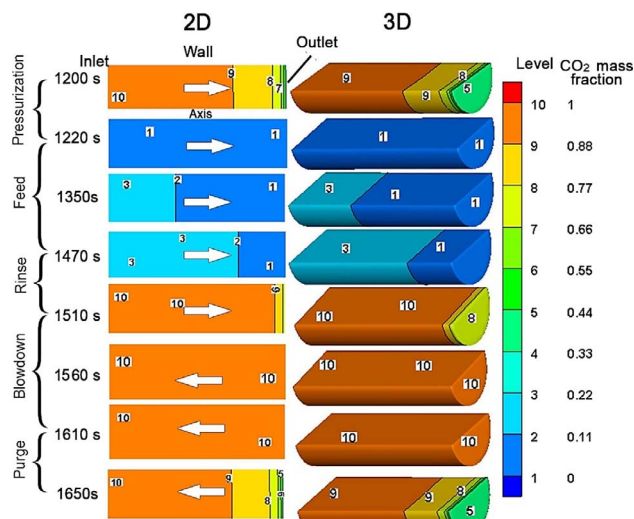 2D 3D
Inlet Wall Outlet
Level CO2 mass fraction
Pressurization
Feed
Rinse
Blowdown
Purge
1200 s
10 9 8 7
Axis
9 9 8 5
1220 s
1 1
1 1
1350s
3 2 1
3 1 1
1470 s
3 3 2 1
3 1 1
1510 s
10 10 9
10 10 8
1560 s
10 10
10 10 10
1610 s
10 10
10 10
1650s
10 9 8 5 9
9 9 8 5
10 1
9 0.88
8 0.77
7 0.66
6 0.55
5 0.44
4 0.33
3 0.22
2 0.11
1 0